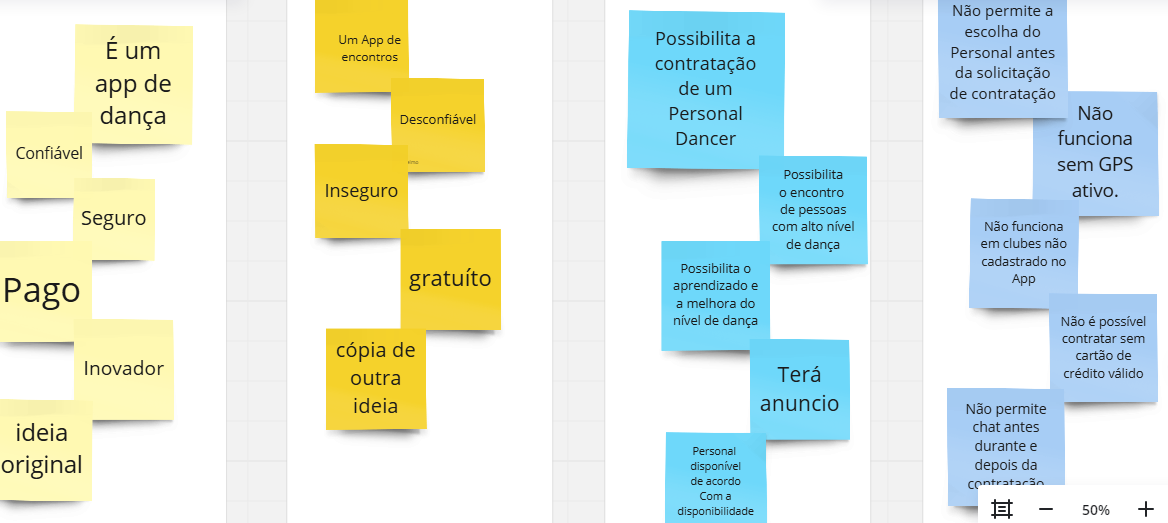 É um
app de
dança
Confiável
Seguro
Pago
Inovador
ideia
original
Um App de
encontros
Desconfiável
Inseguro
gratuíto
cópia de
outra
ideia
Possibilita a
contratação
de um
Personal
Dancer
Possibilita
o encontro
de pessoas
com alto nível
de dança
Possibilita o
aprendizado e
a melhora do
nível de dança
Terá
anuncio
Personal
disponível
de acordo
Com a
disponibilidade
Não permite a
escolha do
Personal antes
da solicitação
de contratação
Não
funciona
sem GPS
ativo.
Não funciona
em clubes não
cadastrado no
App
Não é possível
contratar sem
cartão de
crédito válido
Não permite
chat antes
durante e
depois da
contratação
50%